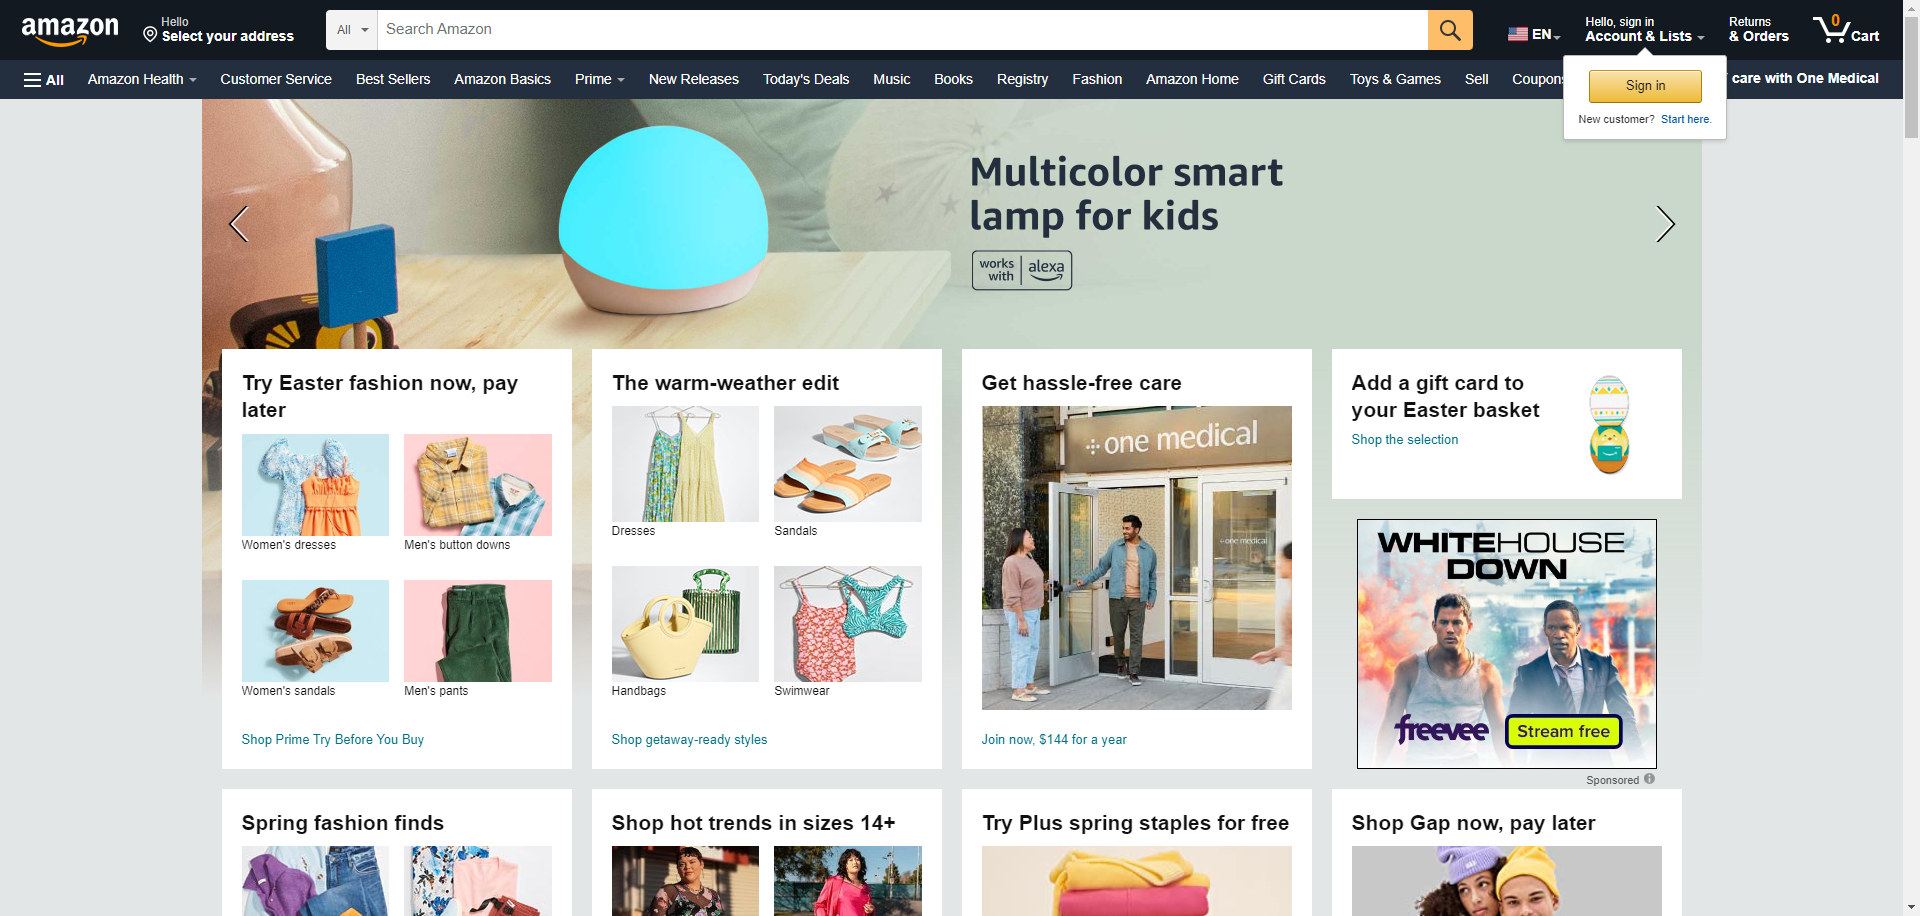 amazon
Hello
Select your address
All
Search Amazon
EN
Hello, sign in
Account & Lists
Returns
& Orders
0
Cart
All
Amazon Health
Customer Service
Best Sellers
Amazon Basics
Prime
New Releases
Today's Deals
Music
Books
Registry
Fashion
Amazon Home
Gift Cards
Toys & Games
Sell
Coupons
care with One Medical
Sign in
New customer? Start here.
Multicolor smart
lamp for kids
works
with
alexa
Try Easter fashion now, pay
later
Women's dresses
Men's button downs
Women's sandals
Men's pants
Shop Prime Try Before You Buy
The warm-weather edit
Dresses
Sandals
Handbags
Swimwear
Shop getaway-ready styles
Get hassle-free care
one medical
one medical
Join now, $144 for a year
Add a gift card to
your Easter basket
Shop the selection
WHITE HOUSE
DOWN
freevee
Stream free
Sponsored
Spring fashion finds
Shop hot trends in sizes 14+
Try Plus spring staples for free
Shop Gap now, pay later